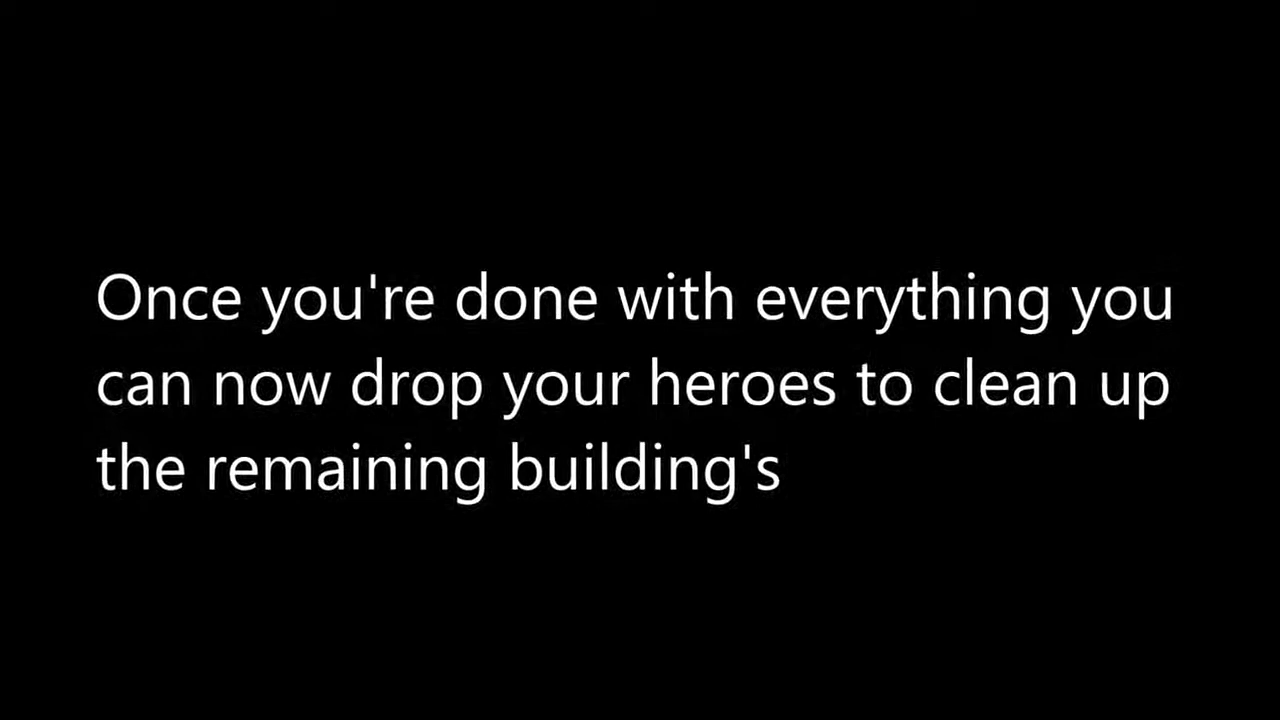 Once you're done with everything you
can now drop your heroes to clean up
the remaining building's